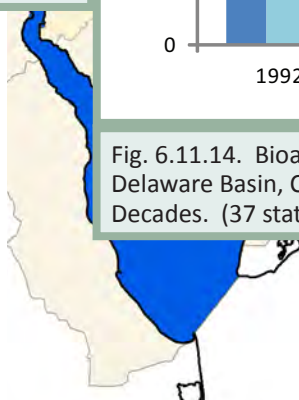 0
1992
Fig. 6.11.14. Bioa
Delaware Basin, C
Decades. (37 stat